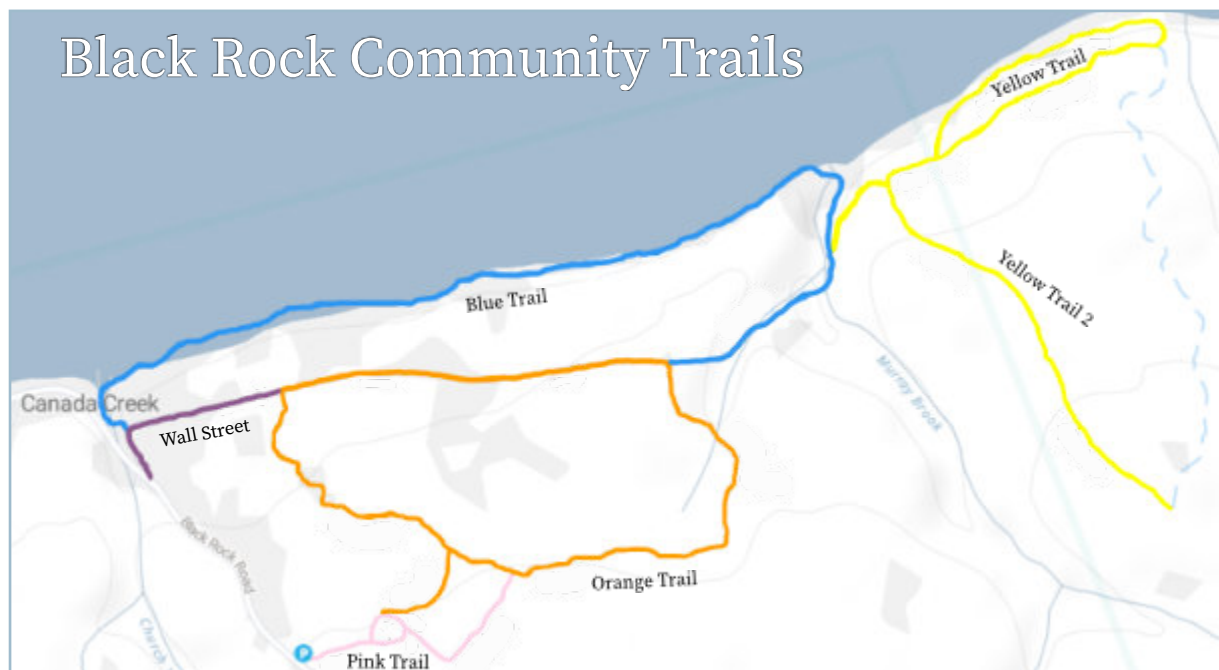 Black Rock Community Trails
Yellow Trail
Yellow Trail 2
Blue Trail
Murray Brook
Canada Creek
Wall Street
Black Rock Road
Orange Trail
Church
P
Pink Trail